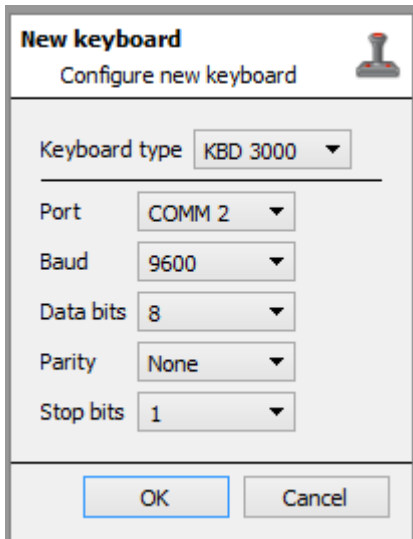 New keyboard
Configure new keyboard
Keyboard type KBD 3000
Port COMM 2
Baud 9600
Data bits 8
Parity None
Stop bits 1
OK Cancel